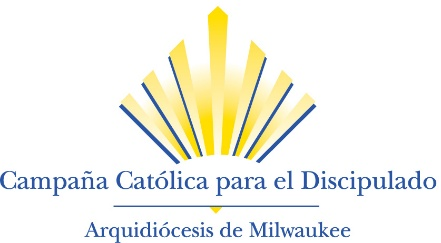 Campaña Católica para el Discipulado
Arquidiócesis de Milwaukee